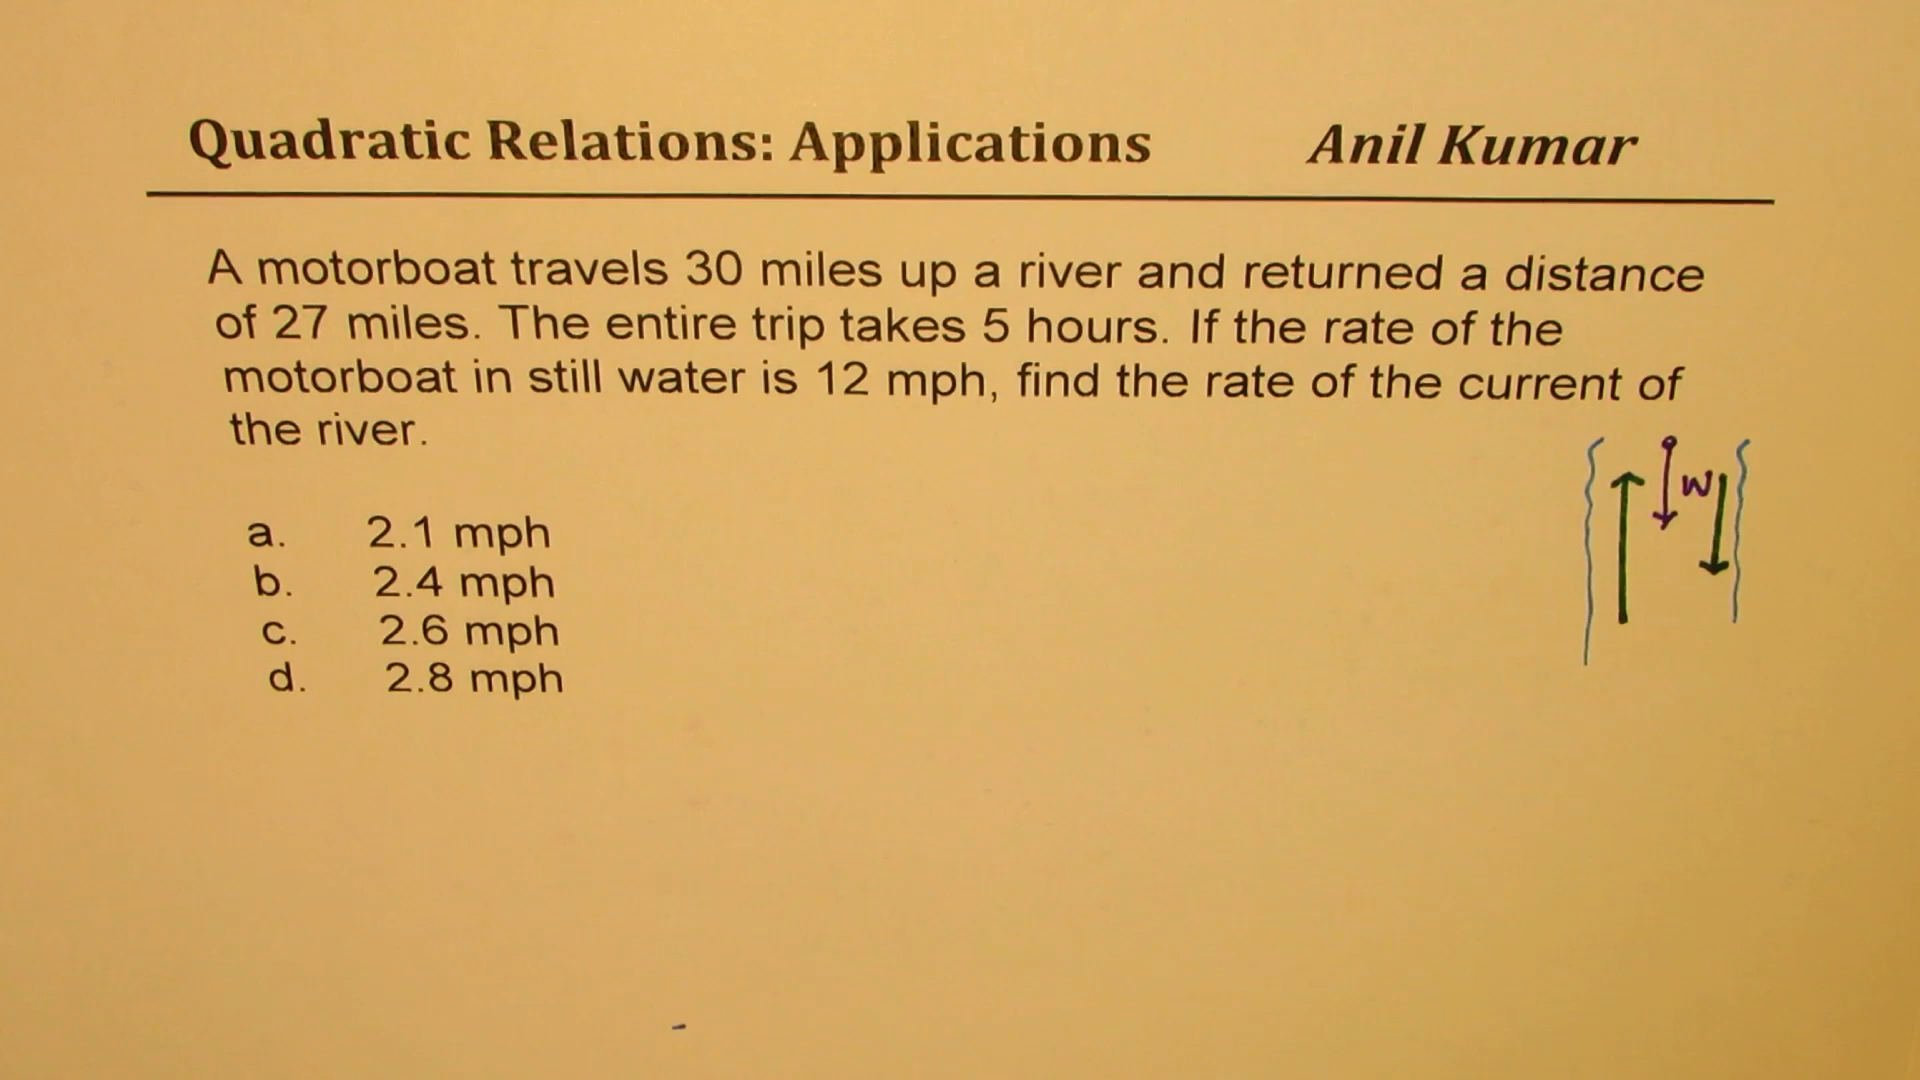 Quadratic Relations: Applications Anil Kumar
A motorboat travels 30 miles up a river and returned a distance
of 27 miles. The entire trip takes 5 hours. If the rate of the
motorboat in still water is 12 mph, find the rate of the current of
the river.
W
a. 2.1 mph
b. 2.4 mph
c. 2.6 mph
d. 2.8 mph